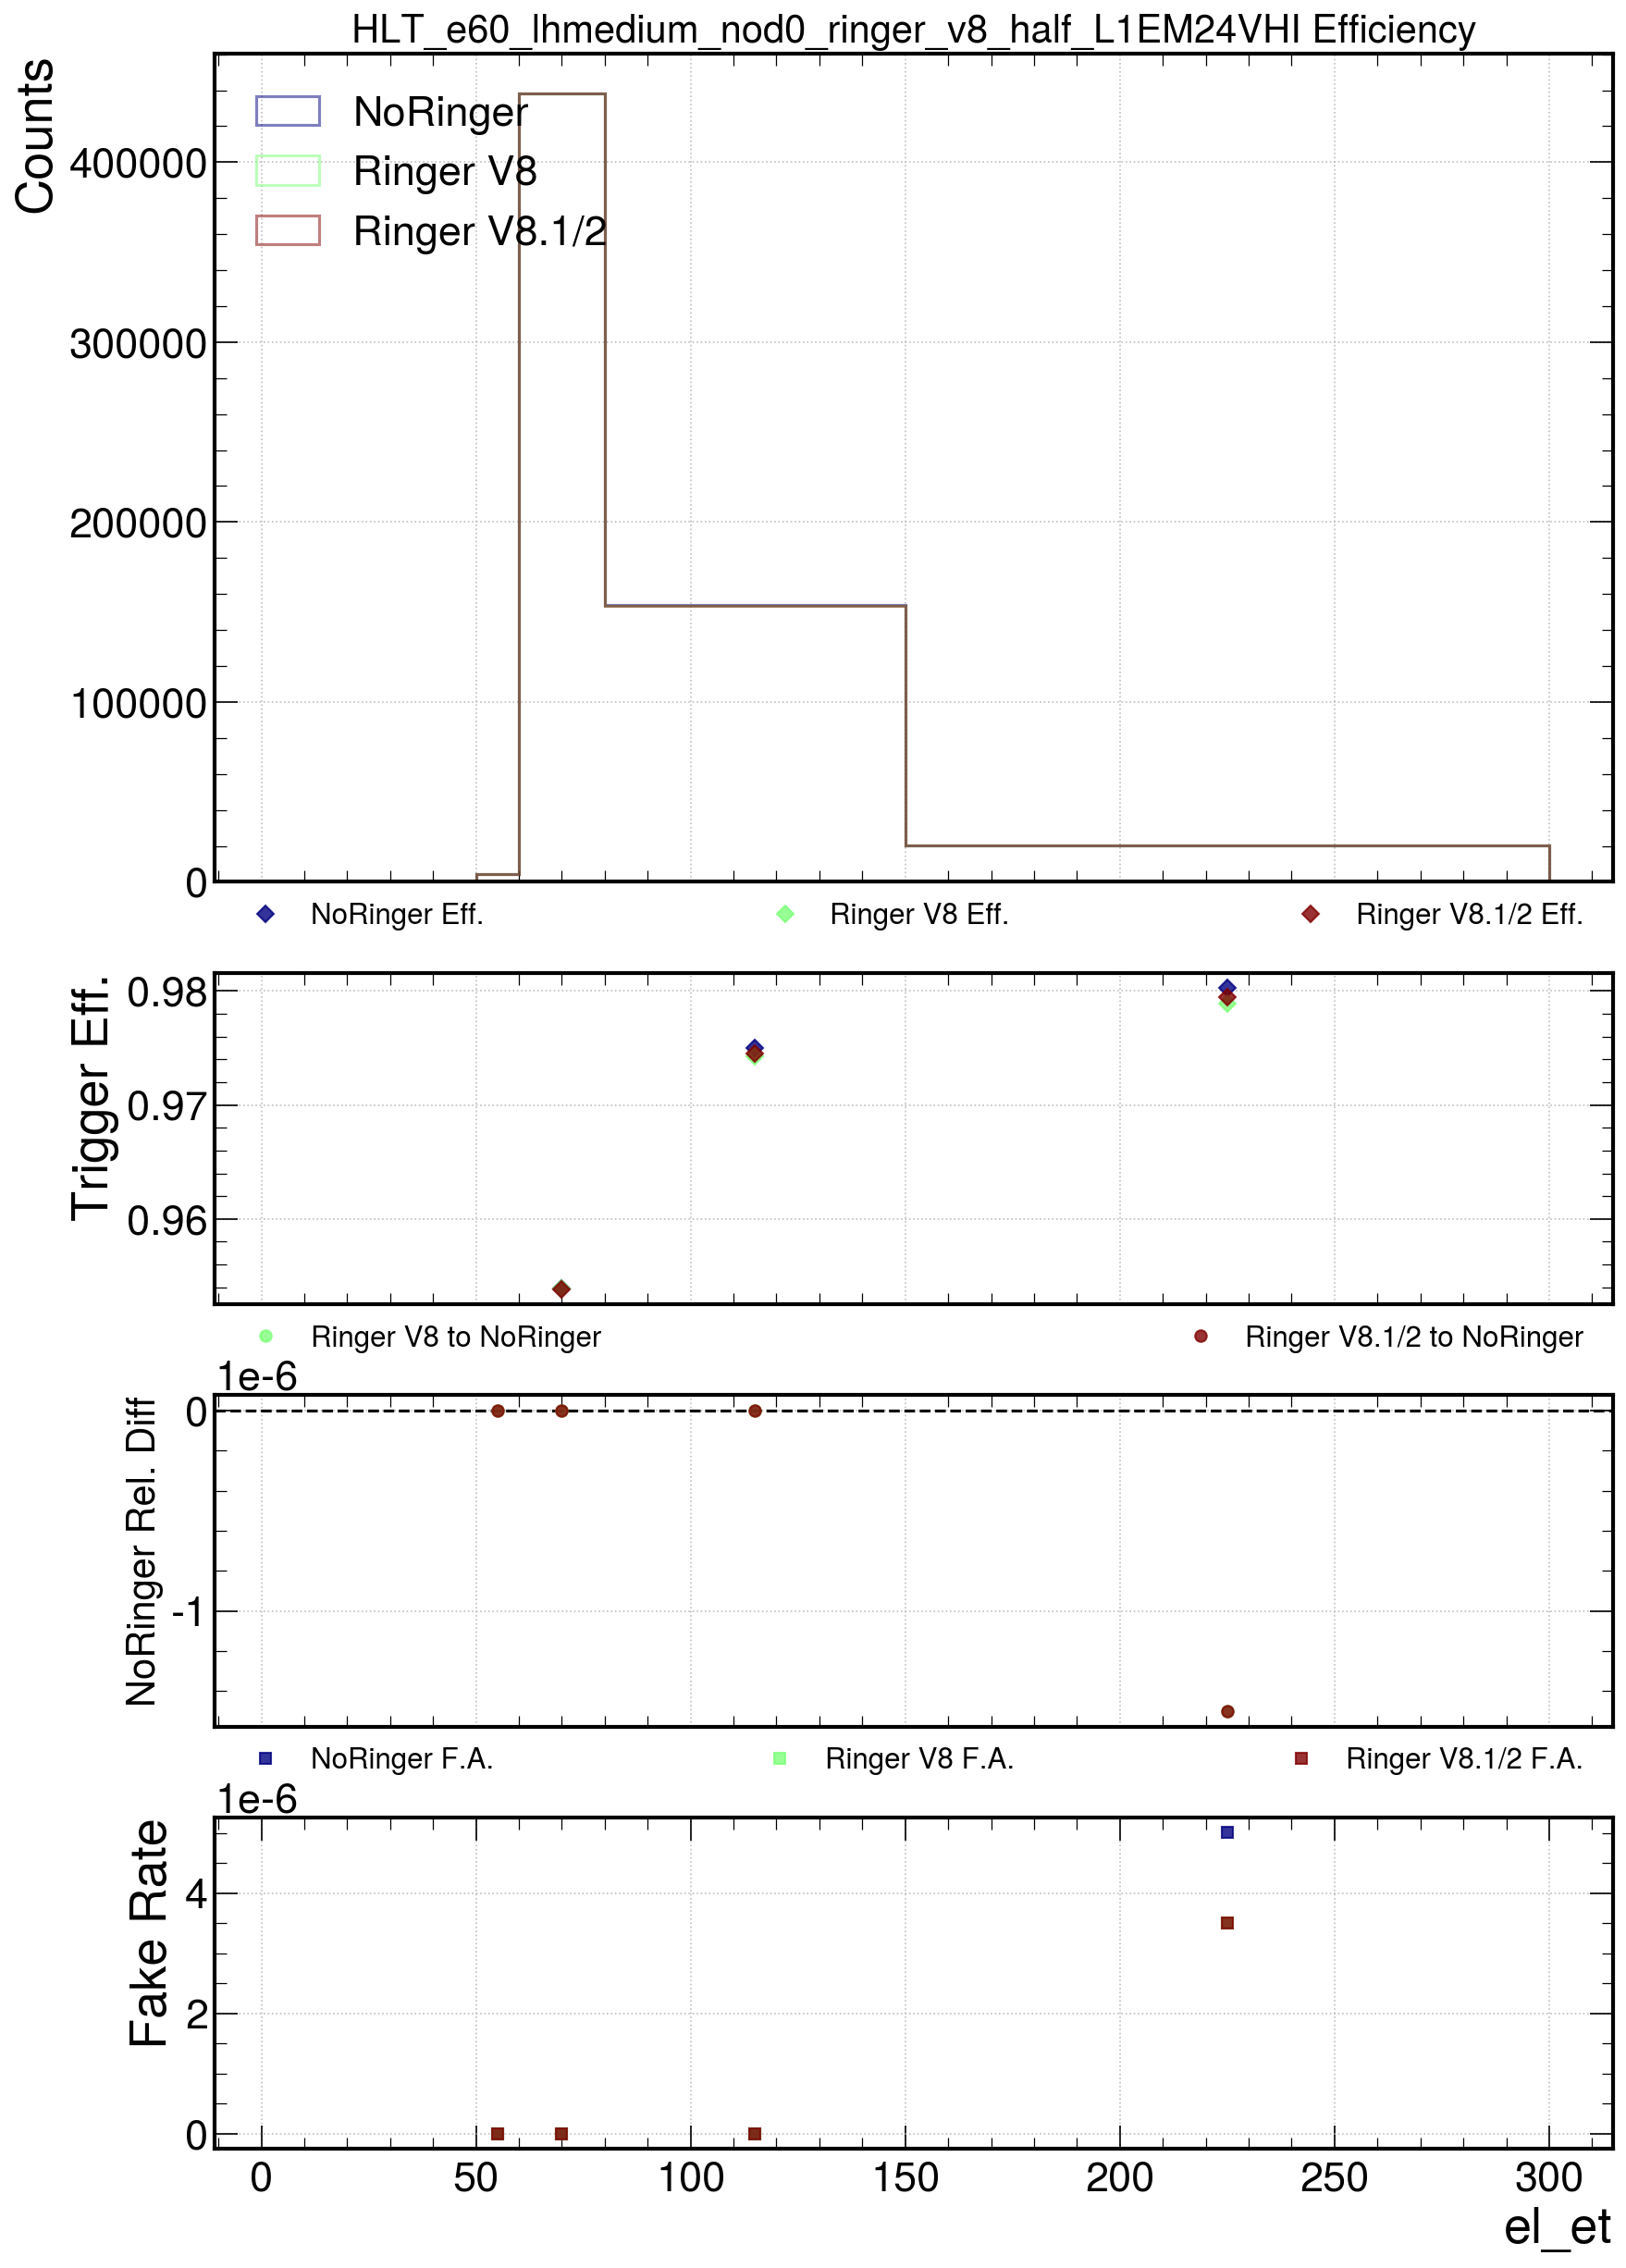 HLT_e60_lhmedium_nod0_ringer_v8_half_L1EM24VHI Efficiency
Counts
NoRinger
Ringer V8
Ringer V8.1/2
400000
300000
200000
100000
0
NoRinger Eff.
Ringer V8 Eff.
Ringer V8.1/2 Eff.
Trigger Eff.
0.98
0.97
0.96
Ringer V8 to NoRinger
Ringer V8.1/2 to NoRinger
1e-6
NoRinger Rel. Diff
0
-1
NoRinger F.A.
Ringer V8 F.A.
Ringer V8.1/2 F.A.
1e-6
Fake Rate
4
2
0
0 50 100 150 200 250 300
el_et